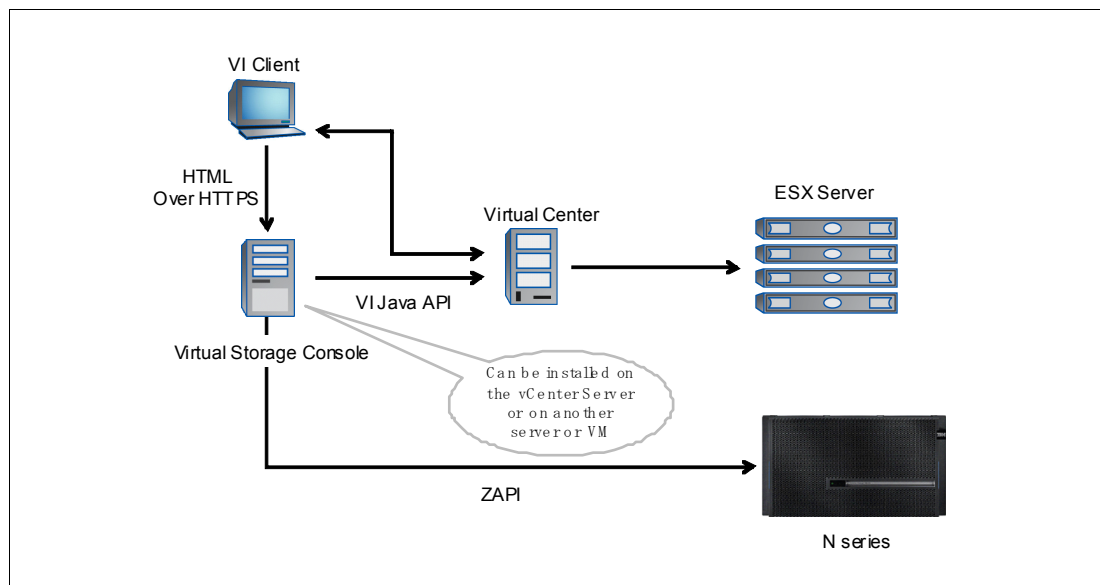 VI Client
HTML
Over HTTPS
Virtual Center
ESX Server
VI Java API
Virtual Storage Console
Can be installed on
the vCenter Server
or on another
server or VM
ZAPI
N series